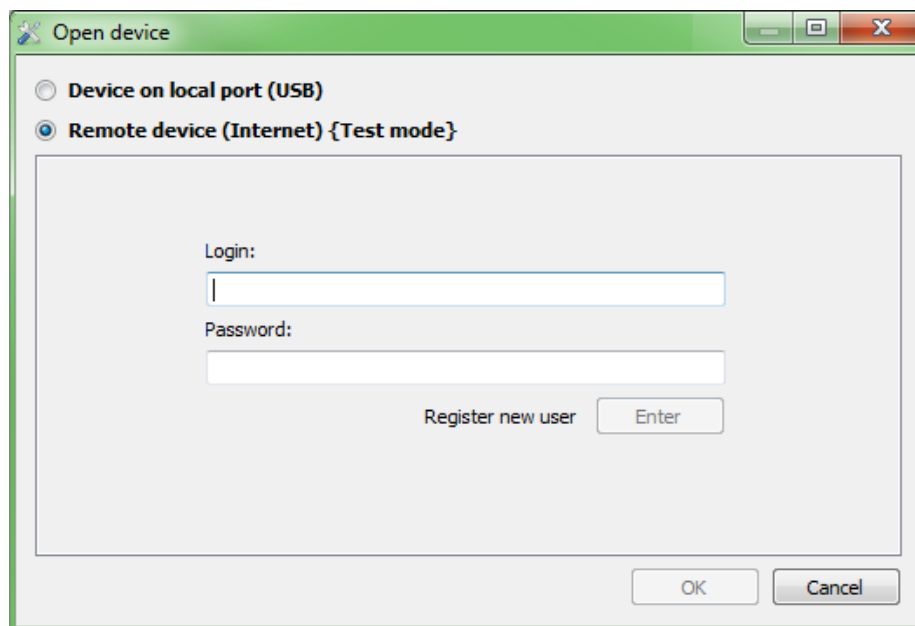 Open device
Device on local port (USB)
Remote device (Internet) {Test mode}
Login:
Password:
Register new user Enter
OK Cancel